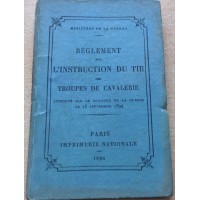 MINISTÈRE DE LA GUERRE
RÈGLEMENT
SUR
L'INSTRUCTION DU TIR
DES
TROUPES DE CAVALERIE
APPROUVÉ PAR LE MINISTRE DE LA GUERRE
PARIS
IMPRIMERIE NATIONALE